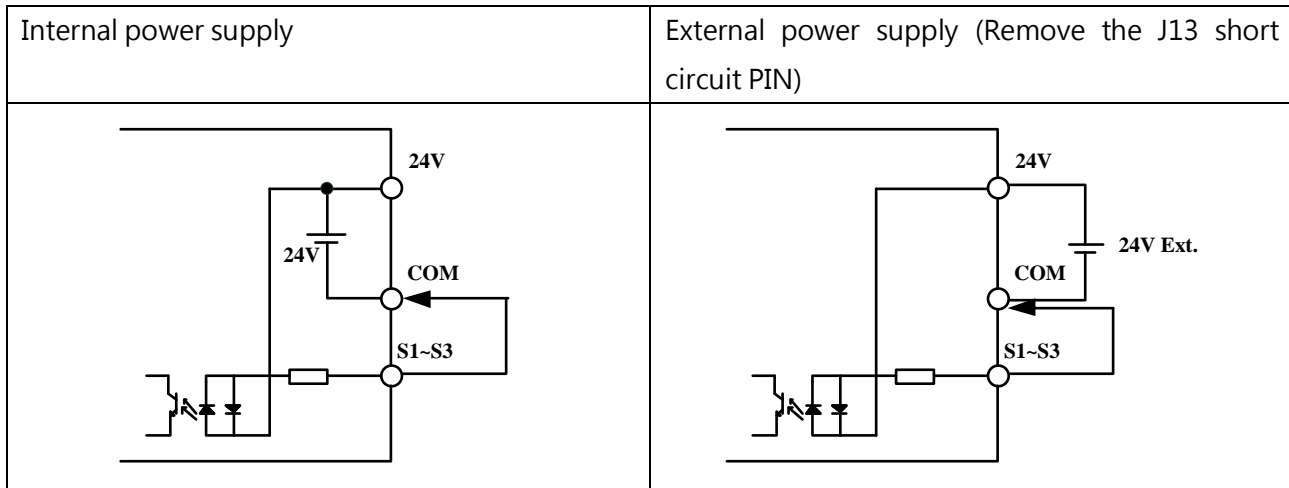 Internal power supply
External power supply (Remove the J13 short
circuit PIN)
24V
24V
COM
S1~S3
24V
24V Ext.
COM
S1~S3